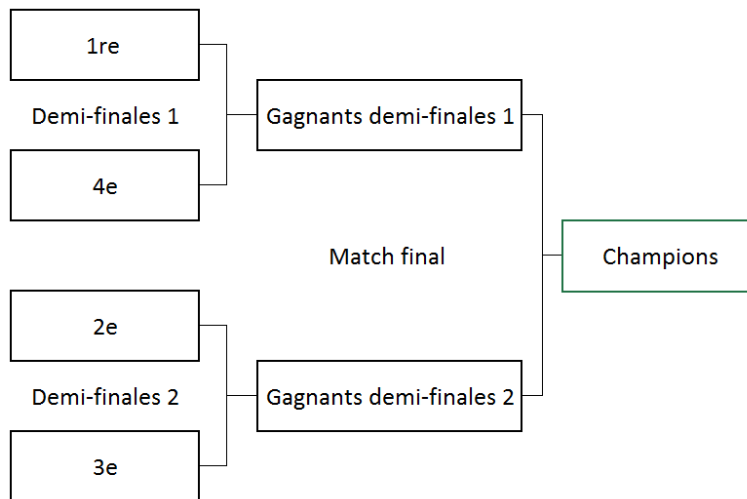 1re
Demi-finales 1
4e
Gagnants demi-finales 1
Match final
Champions
2e
Demi-finales 2
3e
Gagnants demi-finales 2